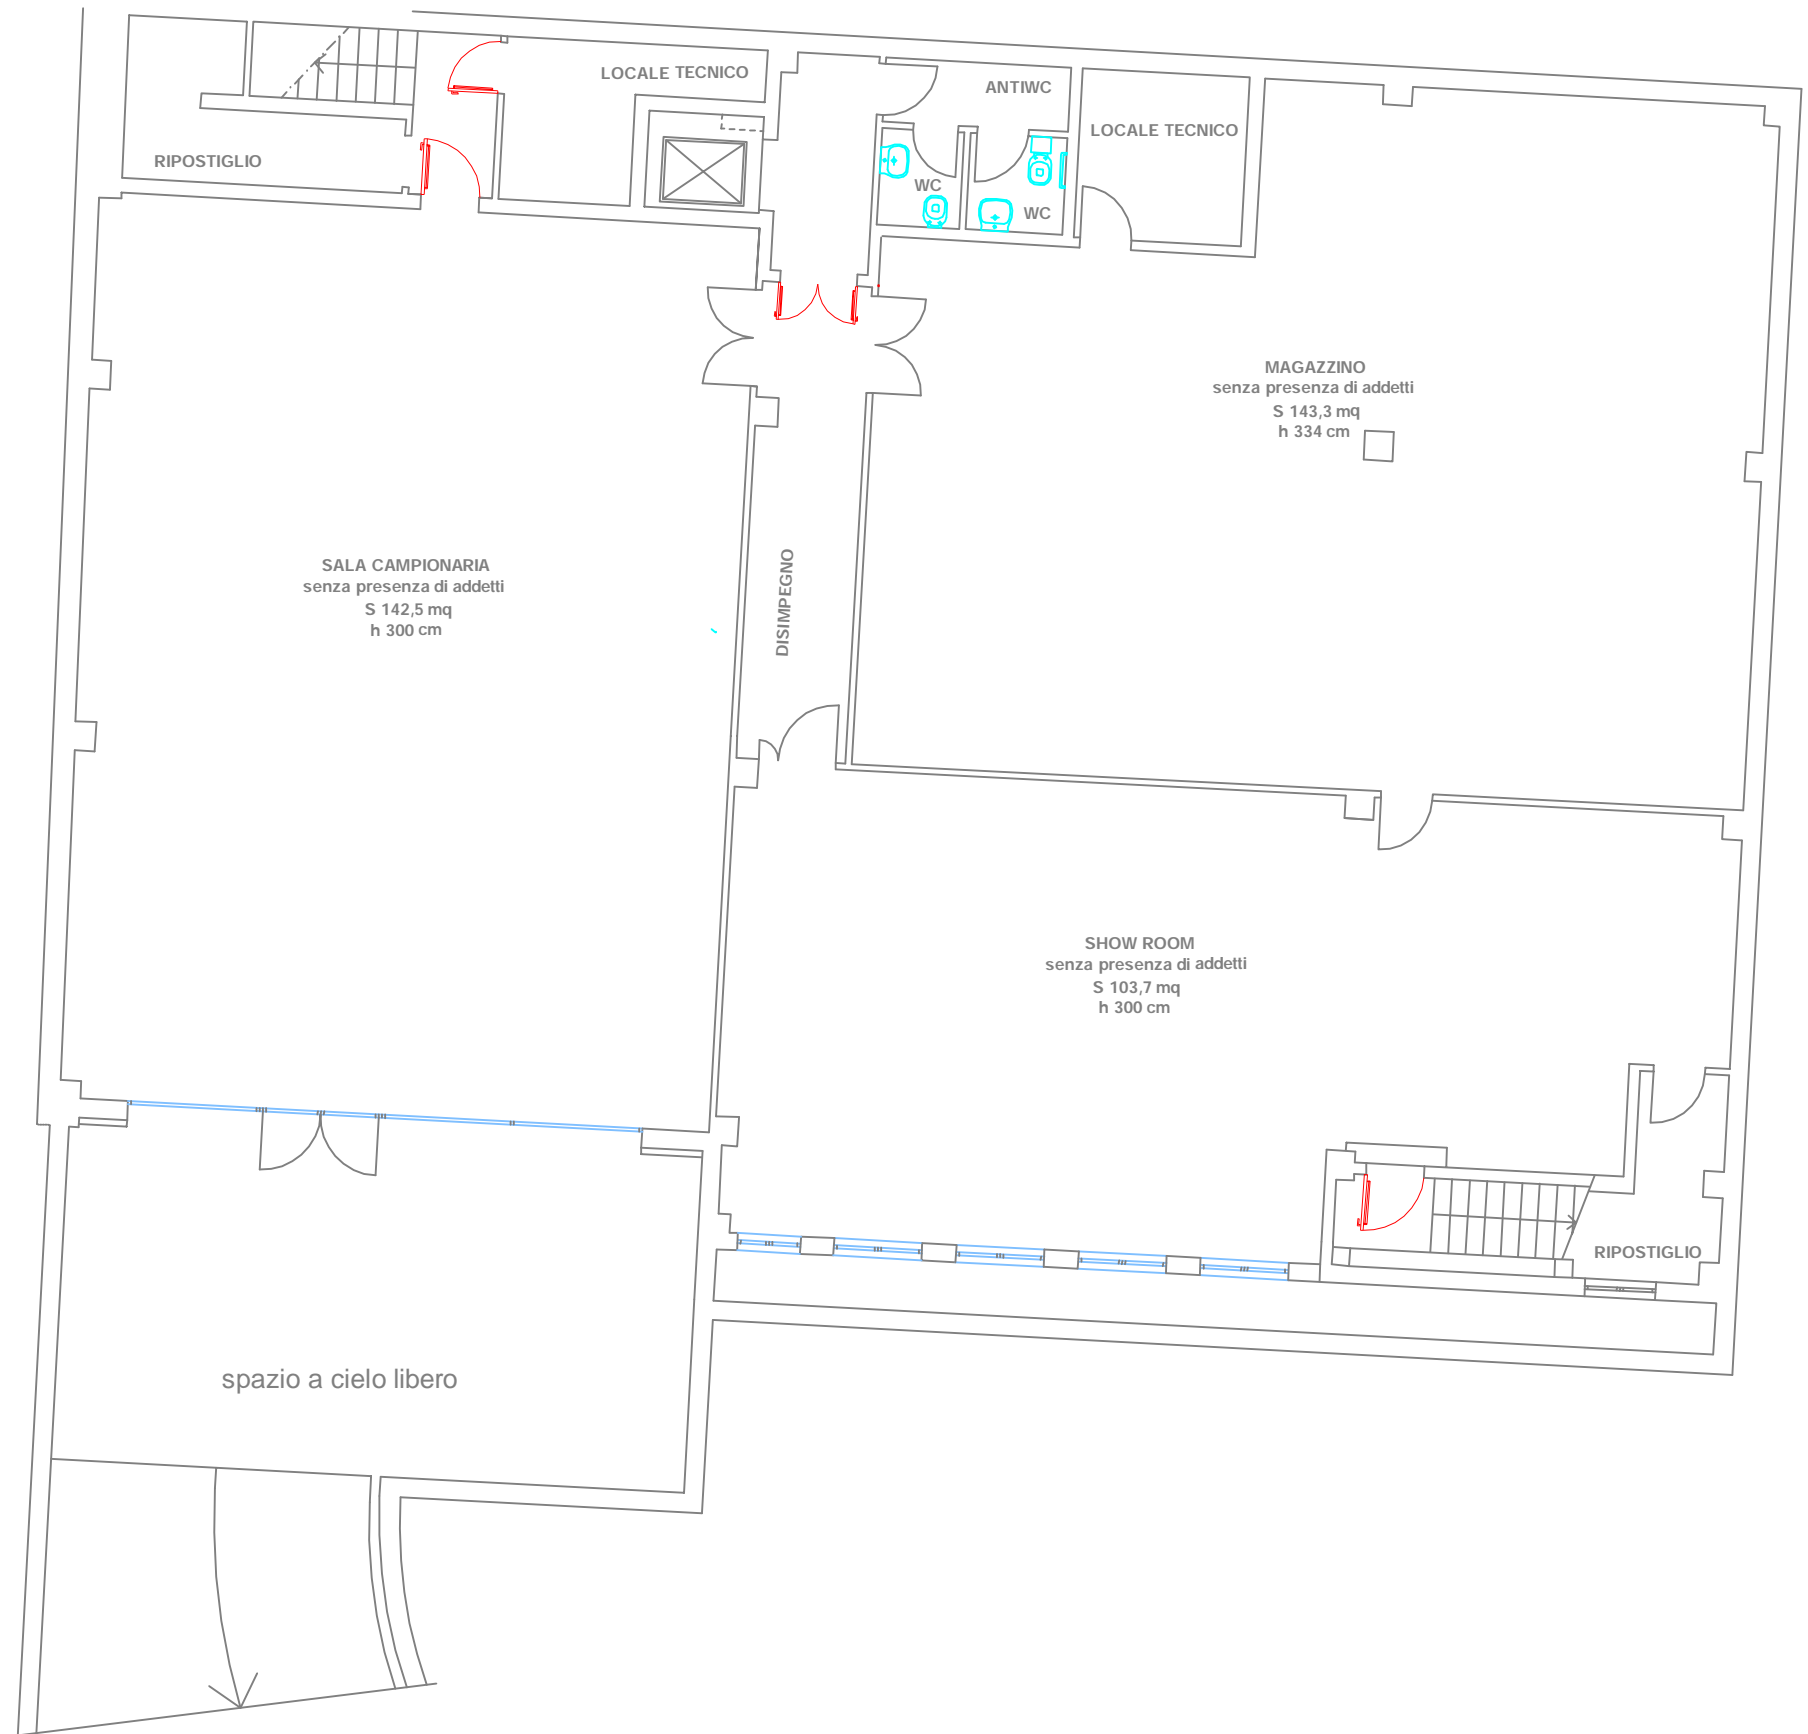 LOCALE TECNICO
ANTIWC
LOCALE TECNICO
RIPOSTIGLIO
WC
WC
MAGAZZINO
senza presenza di addetti
S 143,3 mq
h 334 cm
SALA CAMPIONARIA
senza presenza di addetti
S 142,5 mq
h 300 cm
DISIMPEGNO
SHOW ROOM
senza presenza di addetti
S 103,7 mq
h 300 cm
RIPOSTIGLIO
spazio a cielo libero